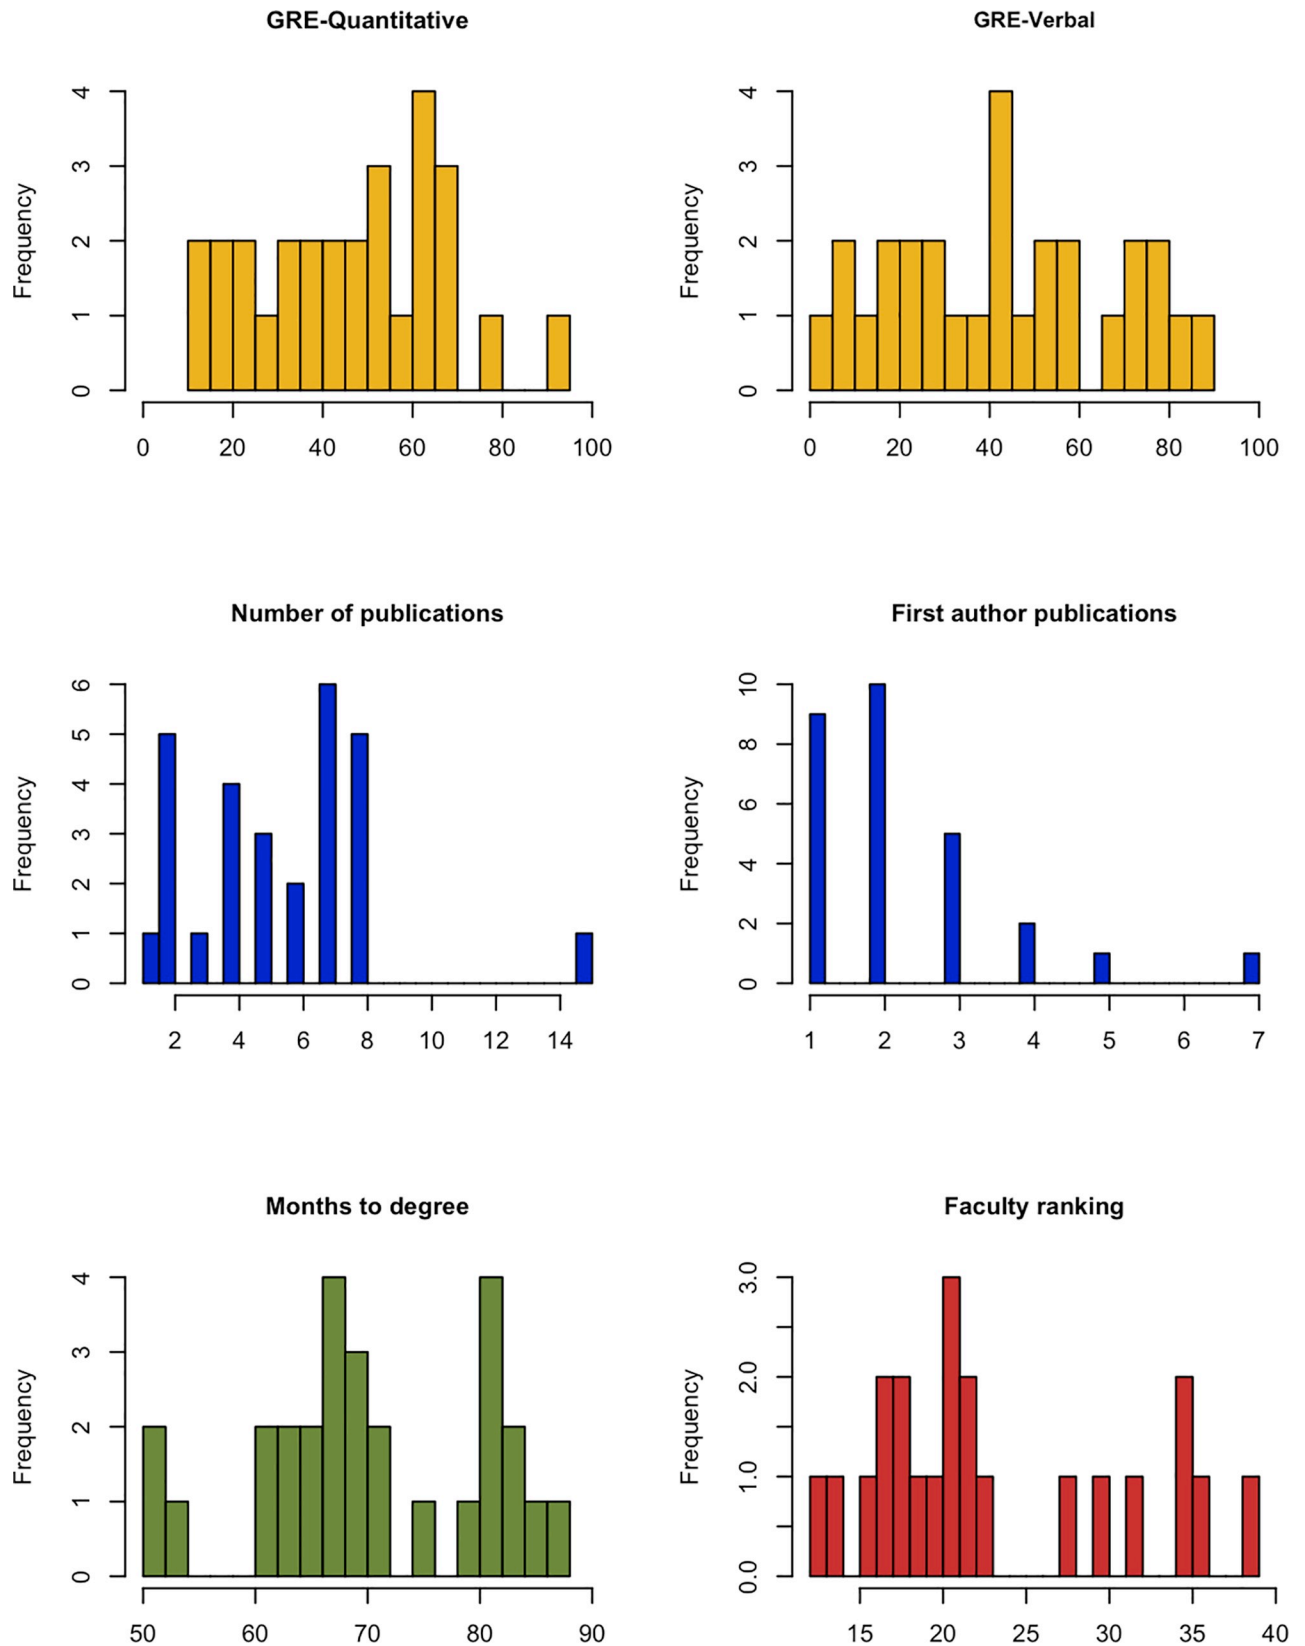 GRE-Quantitative
Frequency
4
3
2
1
0
0 20 40 60 80 100
GRE-Verbal
Frequency
4
3
2
1
0
0 20 40 60 80 100
Number of publications
Frequency
6
5
4
3
2
1
0
2 4 6 8 10 12 14
First author publications
Frequency
10
8
6
4
2
0
1 2 3 4 5 6 7
Months to degree
Frequency
4
3
2
1
0
50 60 70 80 90
Faculty ranking
Frequency
3.0
2.0
1.0
0.0
15 20 25 30 35 40